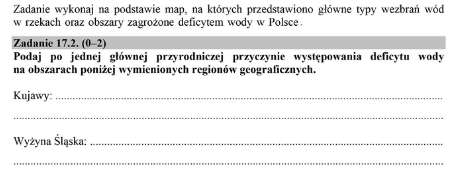 Zadanie wykonaj na podstawie map, na których przedstawiono główne typy wezbrań wód
w rzekach oraz obszary zagrożone deficytem wody w Polsce.
Zadanie 17.2. (0–2)
Podaj po jednej głównej przyrodniczej przyczynie występowania deficytu wody
na obszarach poniżej wymienionych regionów geograficznych.
Kujawy: ....................................................................................................
....................................................................................................
Wyżyna Śląska: ....................................................................................................
....................................................................................................